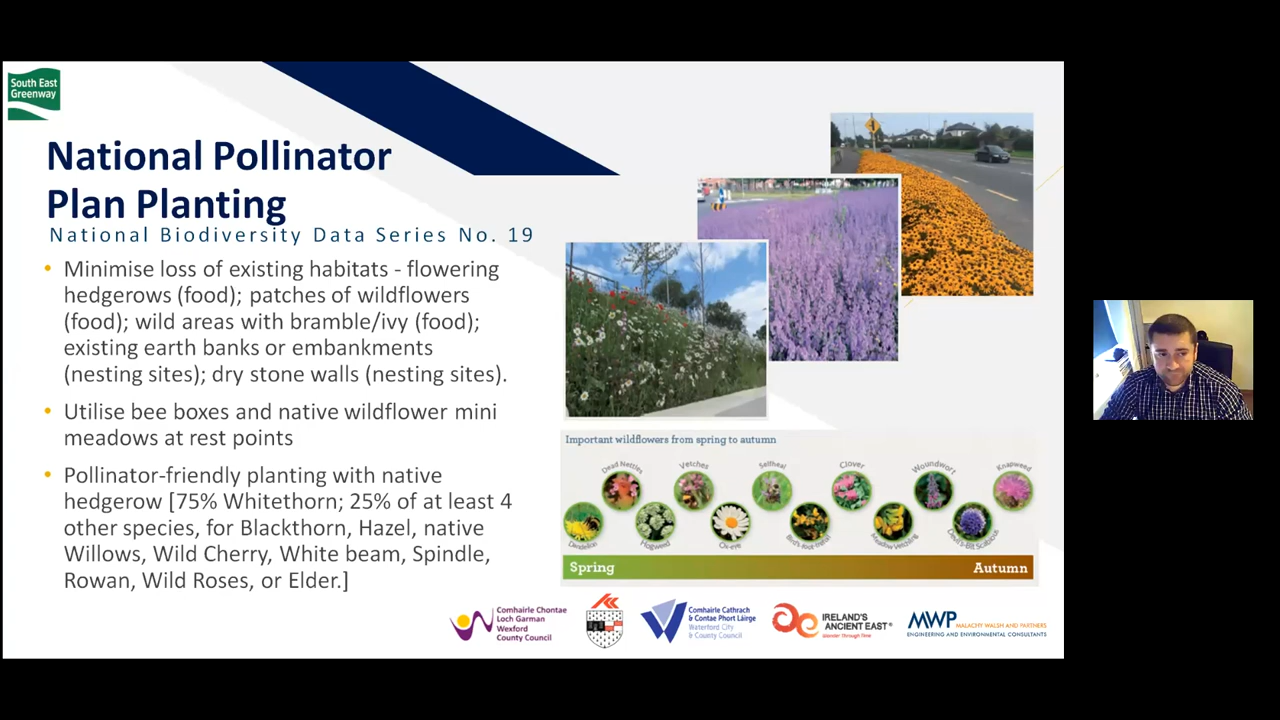 South East
Greenway
National Pollinator
Plan Planting
National Biodiversity Data Series No. 19
• Minimise loss of existing habitats - flowering
hedgerows (food); patches of wildflowers
(food); wild areas with bramble/ivy (food);
existing earth banks or embankments
(nesting sites); dry stone walls (nesting sites).
• Utilise bee boxes and native wildflower mini
meadows at rest points
• Pollinator-friendly planting with native
hedgerow [75% Whitethorn; 25% of at least 4
other species, for Blackthorn, Hazel, native
Willows, Wild Cherry, White beam, Spindle,
Rowan, Wild Roses, or Elder.]
Important wildflowers from spring to autumn
Dead Nettles
Vetches
Selfheal
Clover
Woundwort
Knapweed
Dandelion
Hogweed
Ox-eye
Bird's-foot-trefoil
Meadow Vetchling
Devil's-Bit Scabious
Spring
Autumn
Comhairle Chontae
Loch Garman
Wexford
County Council
Comhairle Cathrach
& Contae Phort Láirge
Waterford City
& County Council
IRELAND'S
ANCIENT EAST
Wander Through Time
MWP
MALACHY WALSH AND PARTNERS
ENGINEERING AND ENVIRONMENTAL CONSULTANTS